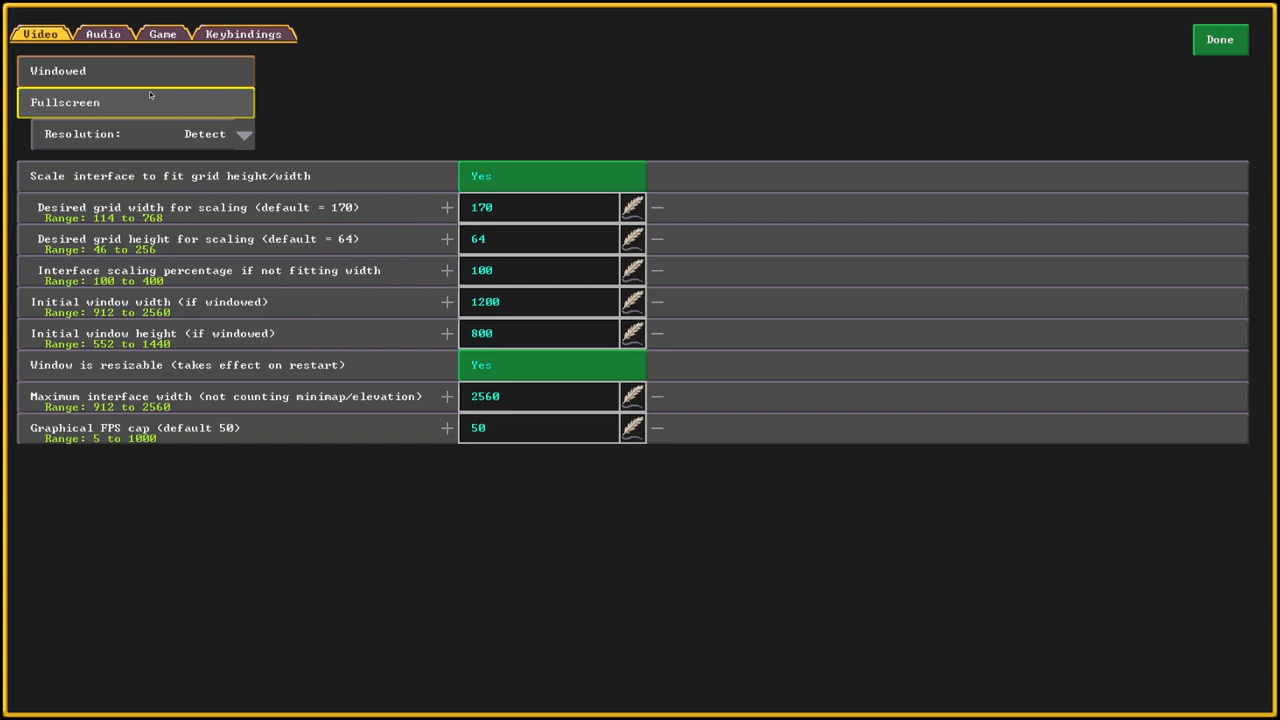 Video Audio Game Keybindings
Done
Windowed
Fullscreen
Resolution: Detect
Scale interface to fit grid height/width Yes
Desired grid width for scaling (default = 170) 170
Range: 114 to 768
Desired grid height for scaling (default = 64) 64
Range: 46 to 256
Interface scaling percentage if not fitting width 100
Range: 100 to 400
Initial window width (if windowed) 1200
Range: 912 to 2560
Initial window height (if windowed) 800
Range: 552 to 1440
Window is resizable (takes effect on restart) Yes
Maximum interface width (not counting minimap/elevation) 2560
Range: 912 to 2560
Graphical FPS cap (default 50) 50
Range: 5 to 1000